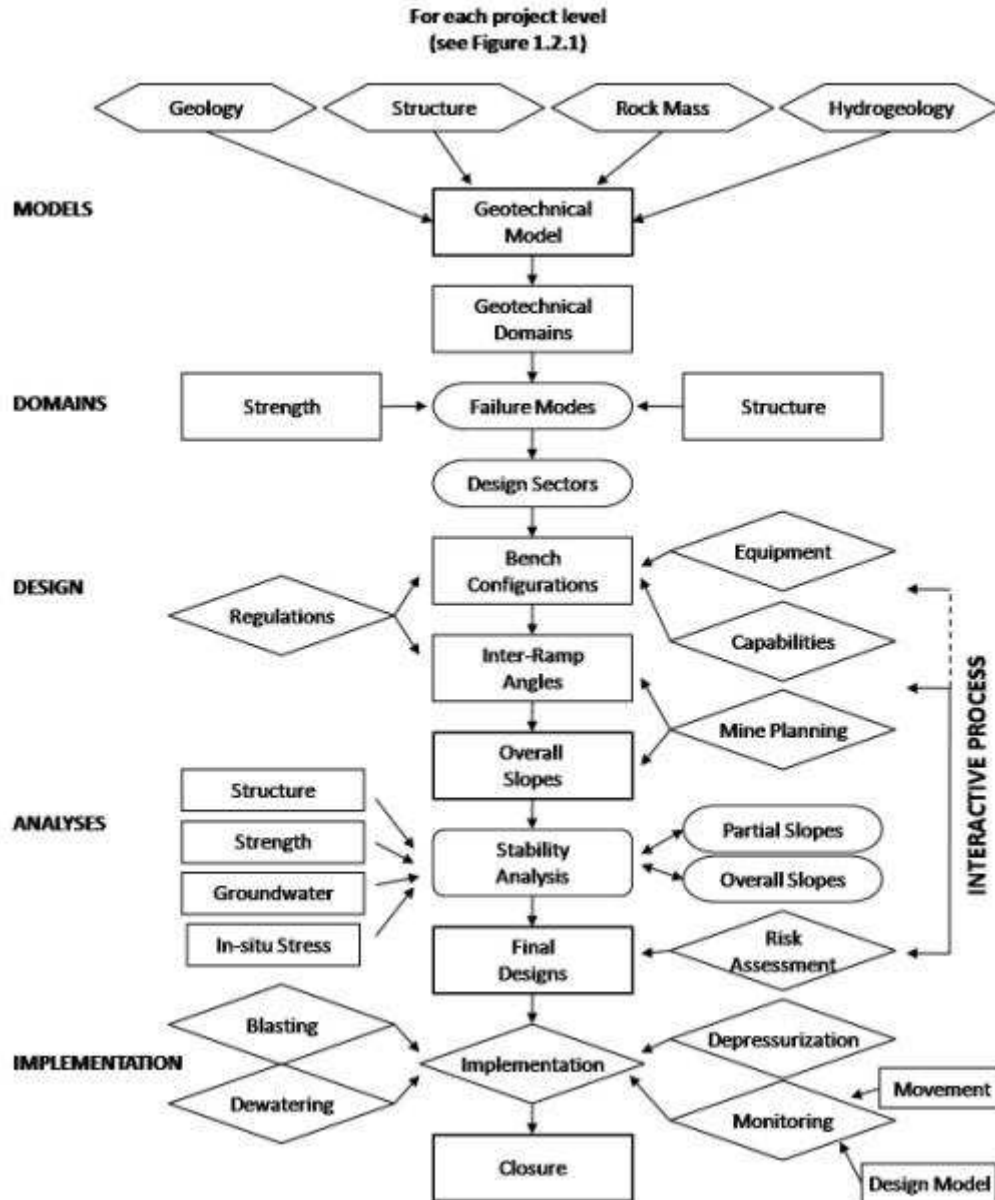 For each project level
(see Figure 1.2.1)
Geology
Structure
Rock Mass
Hydrogeology
MODELS
Geotechnical
Model
Geotechnical
Domains
DOMAINS
Strength
Failure Modes
Structure
Design Sectors
DESIGN
Regulations
Bench
Configurations
Equipment
Capabilities
Inter-Ramp
Angles
Mine Planning
Overall
Slopes
INTERACTIVE PROCESS
ANALYSES
Structure
Strength
Groundwater
In-situ Stress
Stability
Analysis
Partial Slopes
Overall Slopes
Final
Designs
Risk
Assessment
IMPLEMENTATION
Blasting
Dewatering
Implementation
Depressurization
Monitoring
Movement
Design Model
Closure